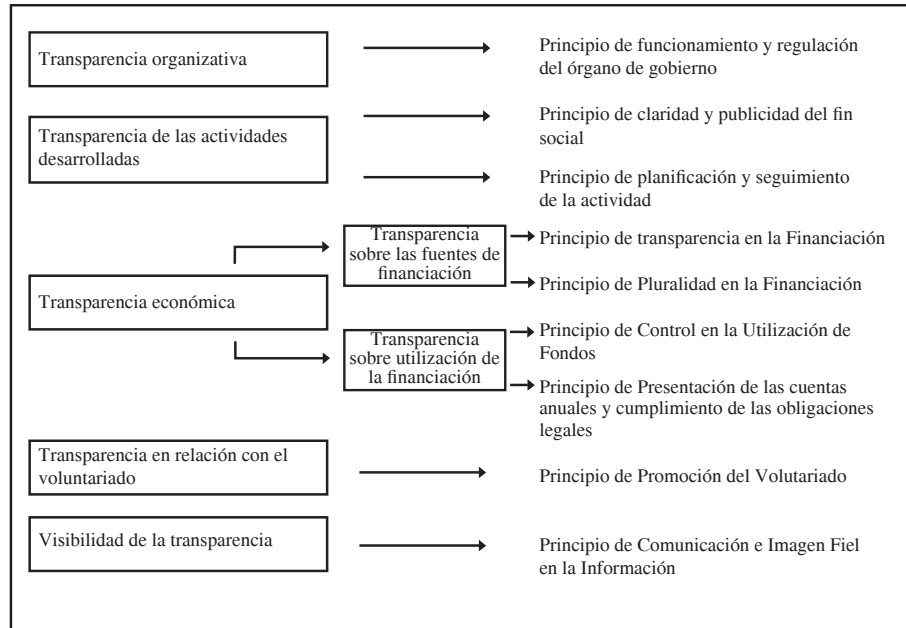 Transparencia organizativa
Principio de funcionamiento y regulación
del órgano de gobierno
Transparencia de las actividades
desarrolladas
Principio de claridad y publicidad del fin
social
Principio de planificación y seguimiento
de la actividad
Transparencia económica
Transparencia
sobre las fuentes de
financiación
Principio de transparencia en la Financiación
Principio de Pluralidad en la Financiación
Transparencia
sobre utilización de
la financiación
Principio de Control en la Utilización de
Fondos
Principio de Presentación de las cuentas
anuales y cumplimiento de las obligaciones
legales
Transparencia en relación con el
voluntariado
Principio de Promoción del Volutariado
Visibilidad de la transparencia
Principio de Comunicación e Imagen Fiel
en la Información